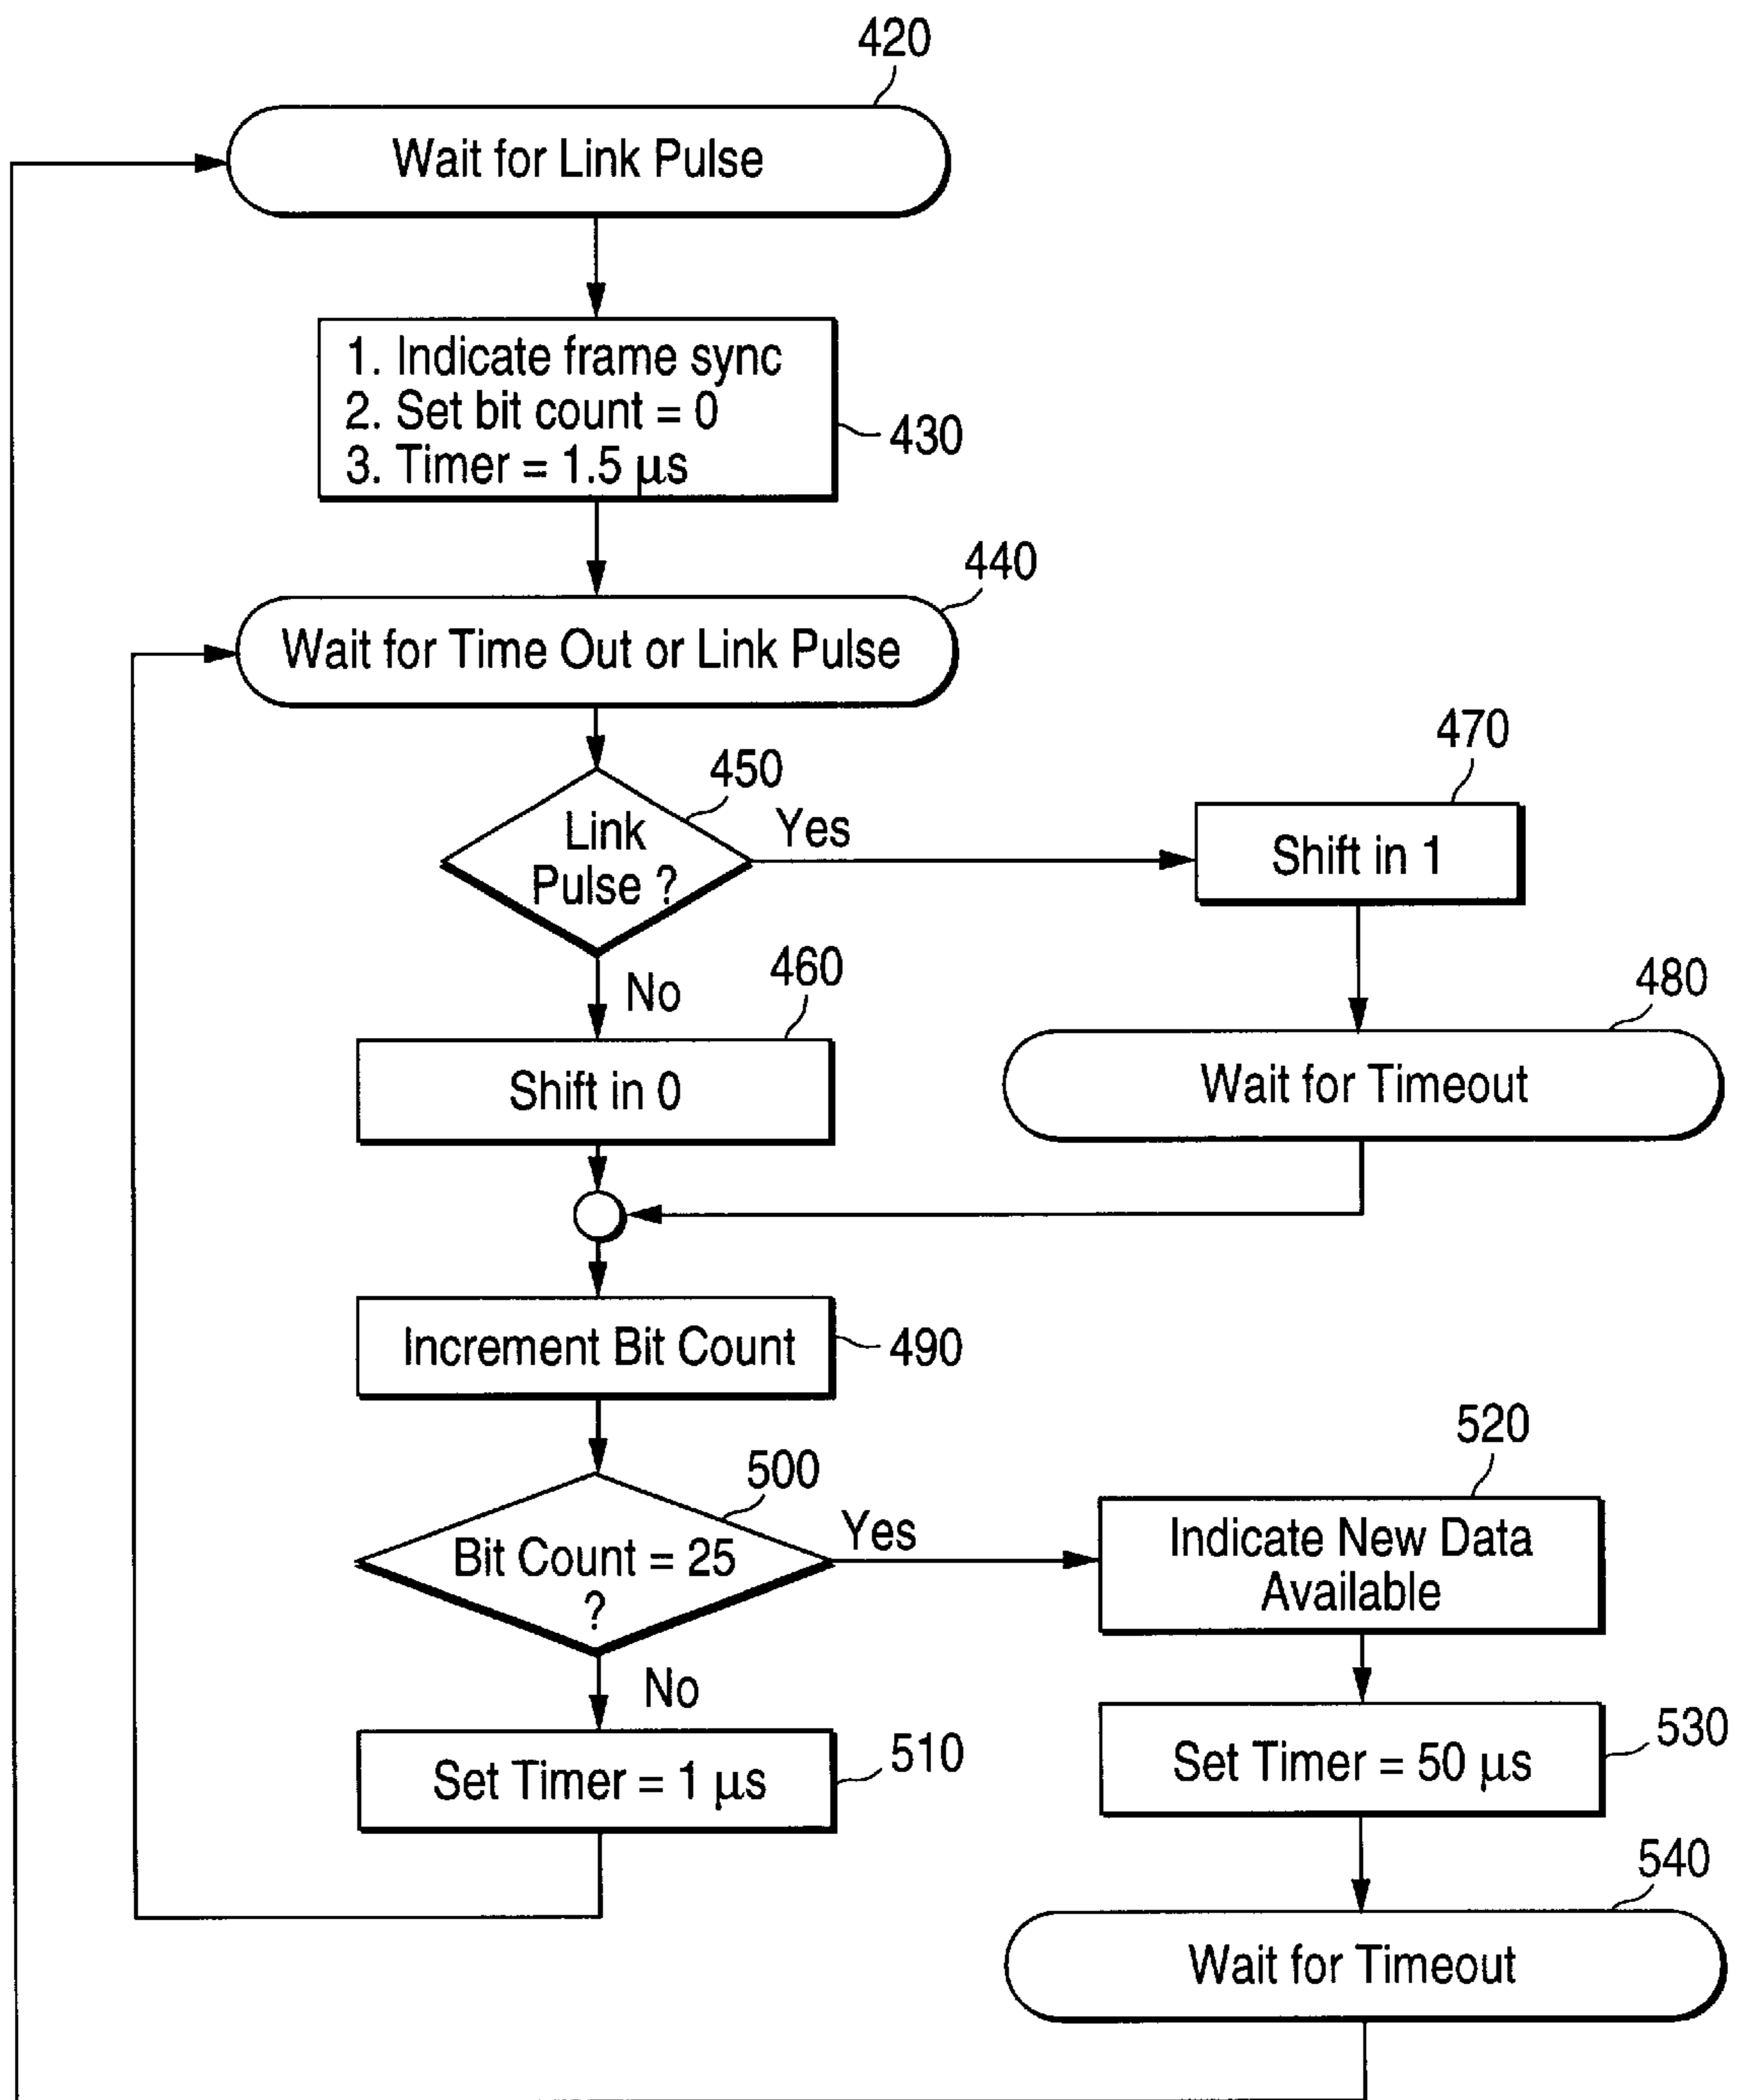 420
Wait for Link Pulse
1. Indicate frame sync
2. Set bit count = 0
3. Timer = 1.5 µs
430
440
Wait for Time Out or Link Pulse
450
Link
Pulse ?
Yes
470
Shift in 1
No
460
Shift in 0
480
Wait for Timeout
Increment Bit Count
490
500
Bit Count = 25
?
Yes
520
Indicate New Data
Available
No
Set Timer = 1 µs
510
Set Timer = 50 µs
530
540
Wait for Timeout